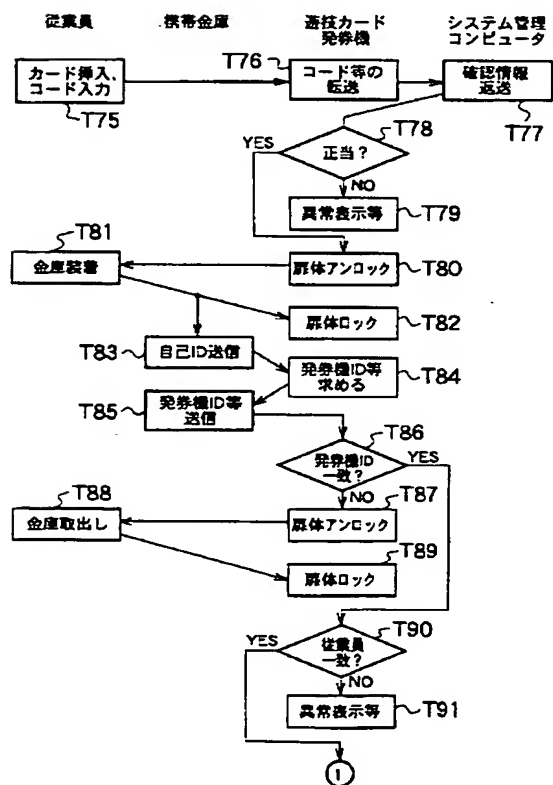 従業員
携帯金庫
遊技カード
発券機
システム管理
コンピュータ
カード挿入、
コード入力
T75
T76
コード等の
転送
確認情報
返送
T77
T78
YES
正当?
NO
異常表示等
T79
T81
金庫装着
扉体アンロック
T80
扉体ロック
T82
T83
自己ID送信
発券機ID等
求める
T84
T85
発券機ID等
送信
T86
発券機ID
一致?
YES
NO
T87
T88
金庫取出し
扉体アンロック
T89
扉体ロック
T90
YES
従業員
一致?
NO
異常表示等
T91
1